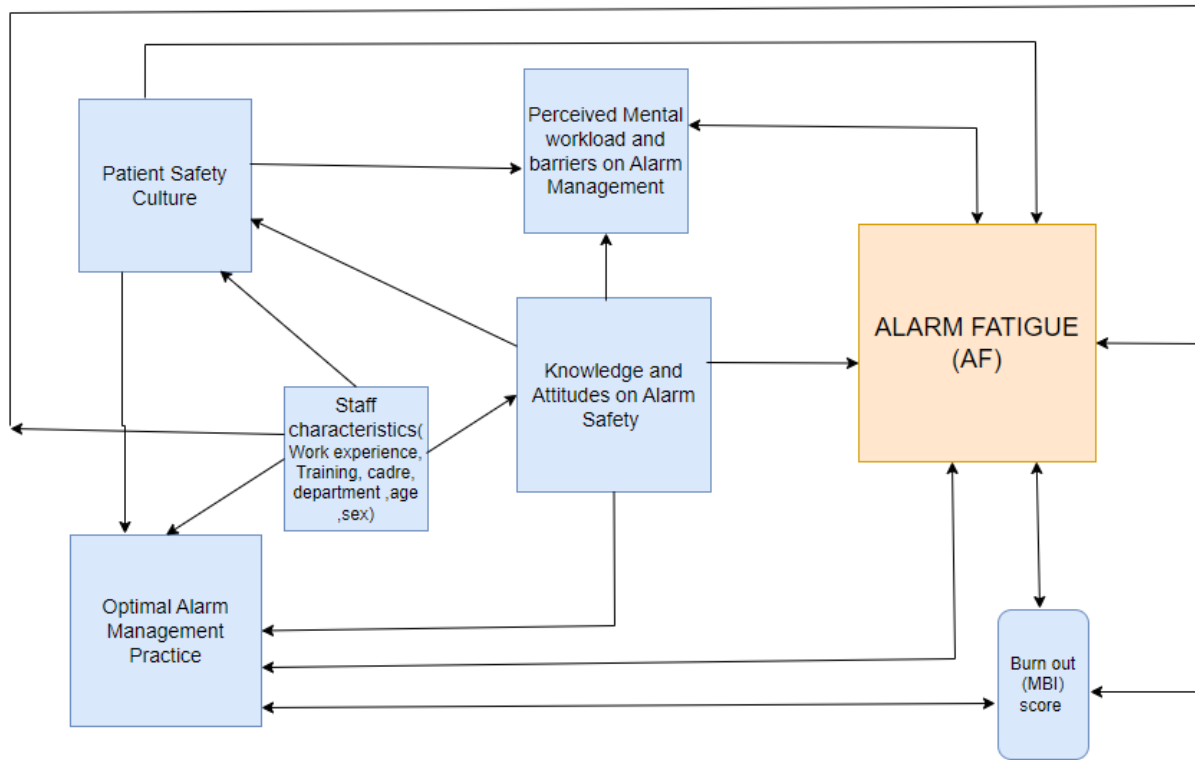 Patient Safety
Culture
Perceived Mental
workload and
barriers on Alarm
Management
ALARM FATIGUE
(AF)
Knowledge and
Attitudes on Alarm
Safety
Staff
characteristics(
Work experience,
Training, cadre,
department ,age
,sex)
Optimal Alarm
Management
Practice
Burn out
(MBI)
score